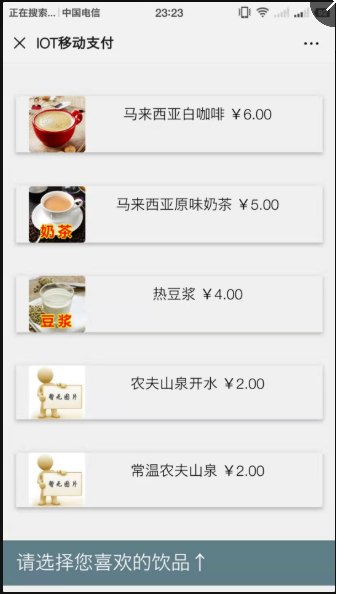 正在搜索... 中国电信 23:23
IOT移动支付
马来西亚白咖啡 ￥6.00
马来西亚原味奶茶 ￥5.00
奶茶
热豆浆 ￥4.00
豆浆
农夫山泉开水 ￥2.00
暂无图片
常温农夫山泉 ￥2.00
暂无图片
请选择您喜欢的饮品↑